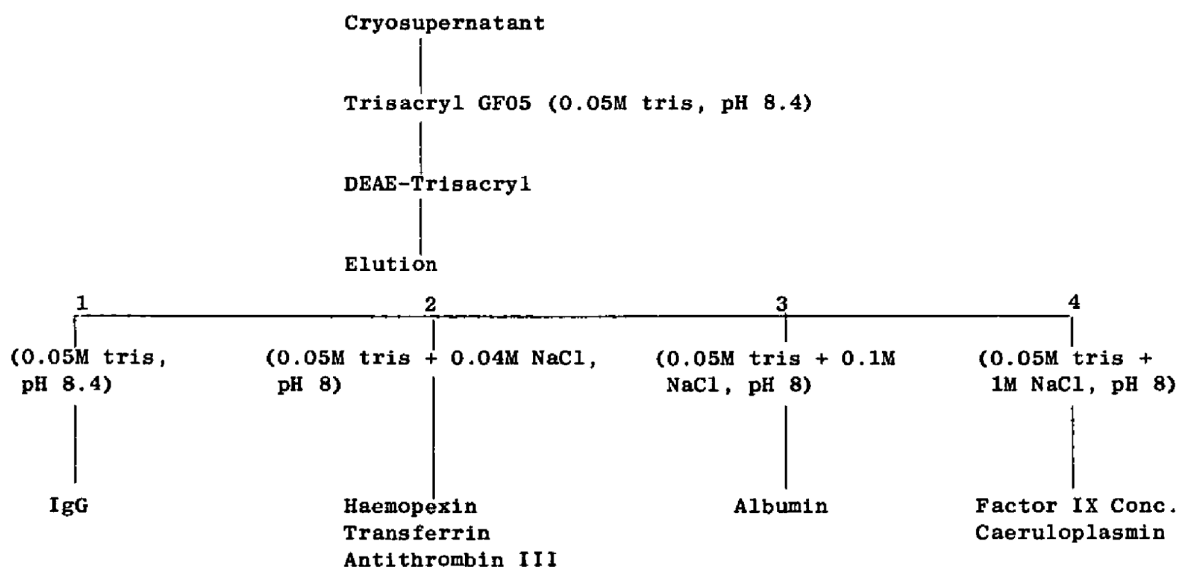 Cryosupernatant
Trisacryl GF05 (0.05M tris, pH 8.4)
DEAE-Trisacryl
Elution
1 2 3 4
(0.05M tris, (0.05M tris + 0.04M NaCl, (0.05M tris + 0.1M (0.05M tris +
pH 8.4) pH 8) NaCl, pH 8) 1M NaCl, pH 8)
IgG Haemopexin Albumin Factor IX Conc.
Transferrin Caeruloplasmin
Antithrombin III